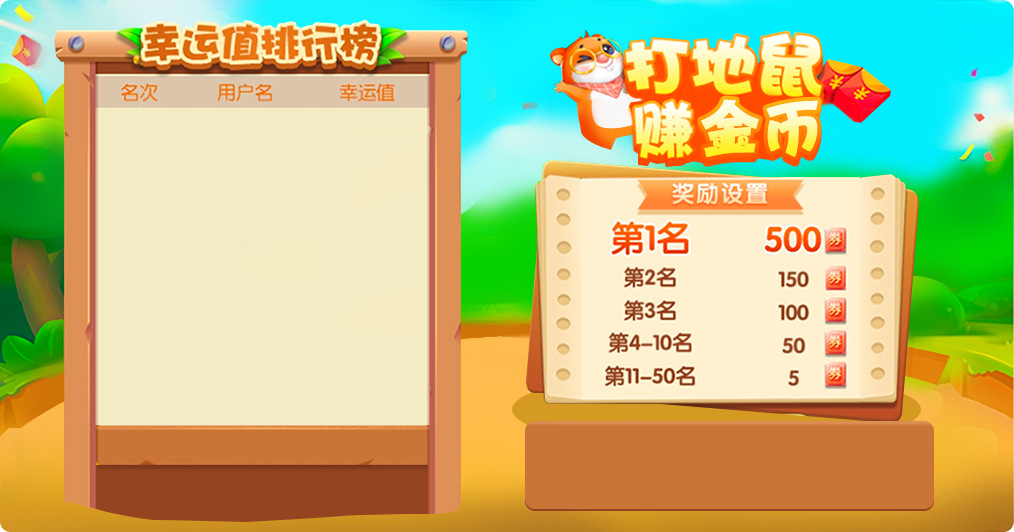 幸运值排行榜
名次 用户名 幸运值
打地鼠
赚金币
奖励设置
第1名 500 券
第2名 150 券
第3名 100 券
第4-10名 50 券
第11-50名 5 券